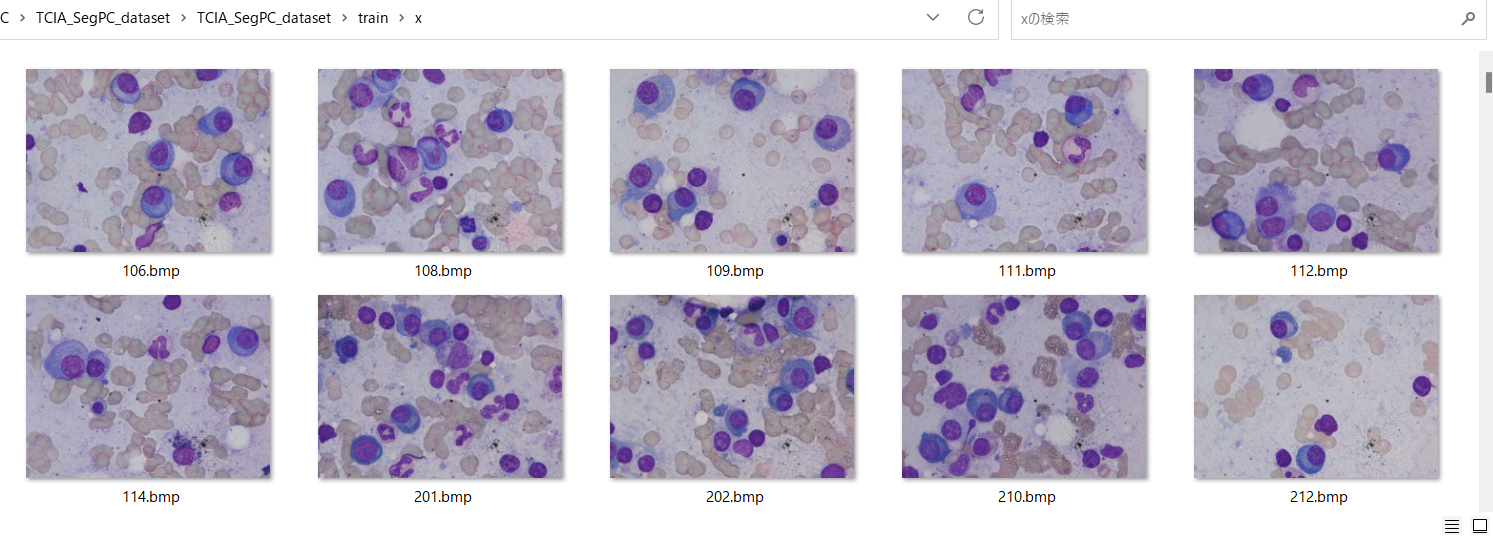 C > TCIA_SegPC_dataset > TCIA_SegPC_dataset > train > x
xの検索
106.bmp
108.bmp
109.bmp
111.bmp
112.bmp
114.bmp
201.bmp
202.bmp
210.bmp
212.bmp